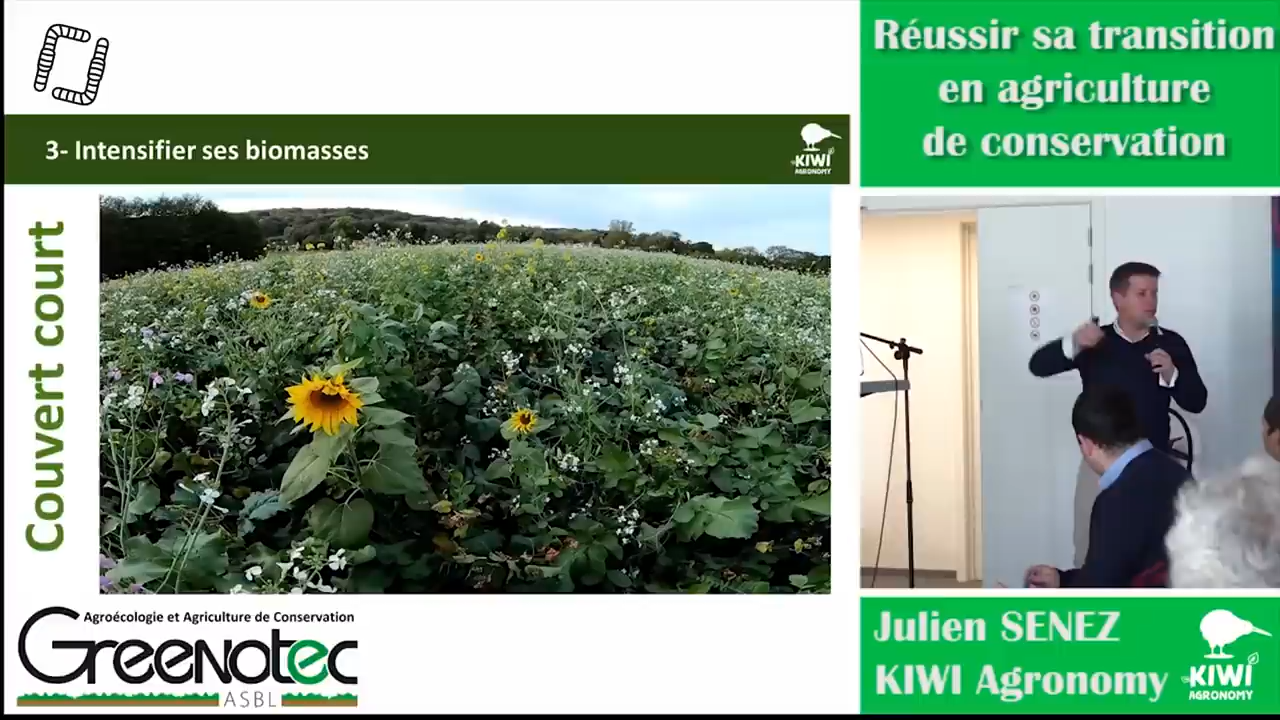 3- Intensifier ses biomasses
KIWI
AGRONOMY
Couvert court
Agroécologie et Agriculture de Conservation
GREENOTEC
ASBL
Réussir sa transition
en agriculture
de conservation
Julien SENEZ
KIWI Agronomy
KIWI
AGRONOMY